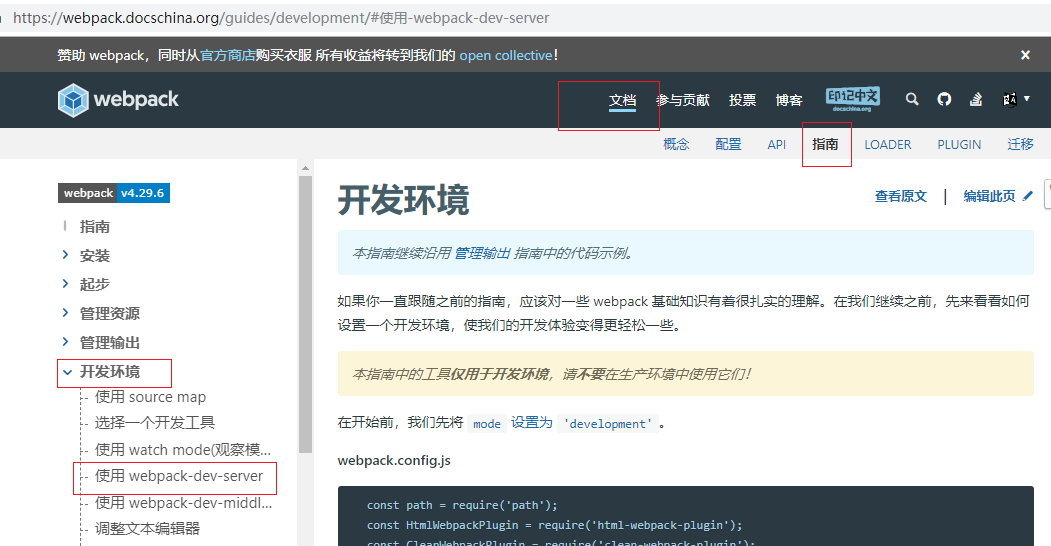 https://webpack.docschina.org/guides/development/#使用-webpack-dev-server
赞助 webpack，同时从官方商店购买衣服 所有收益将转到我们的 open collective！ ×
webpack 文档 参与贡献 投票 博客 印记中文 docschina.org
概念 配置 API 指南 LOADER PLUGIN 迁移
webpack v4.29.6
指南
安装
起步
管理资源
管理输出
开发环境
使用 source map
选择一个开发工具
使用 watch mode(观察模...
使用 webpack-dev-server
使用 webpack-dev-middl...
调整文本编辑器
开发环境
查看原文 | 编辑此页
本指南继续沿用 管理输出 指南中的代码示例。
如果你一直跟随之前的指南，应该对一些 webpack 基础知识有着很扎实的理解。在我们继续之前，先来看看如何
设置一个开发环境，使我们的开发体验变得更轻松一些。
本指南中的工具仅用于开发环境，请不要在生产环境中使用它们！
在开始前，我们先将 mode 设置为 'development' 。
webpack.config.js
const path = require('path');
const HtmlWebpackPlugin = require('html-webpack-plugin');
const CleanWebpackPlugin = require('clean-webpack-plugin');